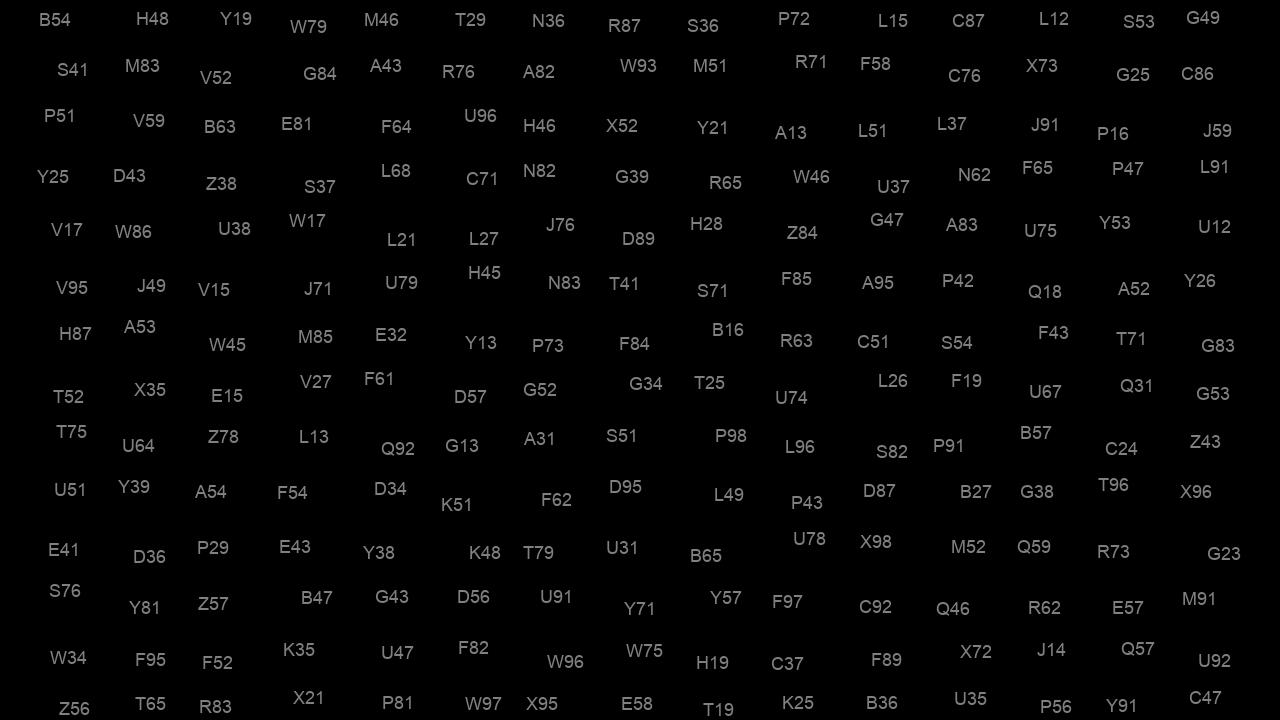 B54 H48 Y19 W79 M46 T29 N36 R87 S36 P72 L15 C87 L12 S53 G49
S41 M83 V52 G84 A43 R76 A82 W93 M51 R71 F58 C76 X73 G25 C86
P51 V59 B63 E81 F64 U96 H46 X52 Y21 A13 L51 L37 J91 P16 J59
Y25 D43 Z38 S37 L68 C71 N82 G39 R65 W46 U37 N62 F65 P47 L91
V17 W86 U38 W17 L21 L27 J76 D89 H28 Z84 G47 A83 U75 Y53 U12
V95 J49 V15 J71 U79 H45 N83 T41 S71 F85 A95 P42 Q18 A52 Y26
H87 A53 W45 M85 E32 Y13 P73 F84 B16 R63 C51 S54 F43 T71 G83
T52 X35 E15 V27 F61 D57 G52 G34 T25 U74 L26 F19 U67 Q31 G53
T75 U64 Z78 L13 Q92 G13 A31 S51 P98 L96 S82 P91 B57 C24 Z43
U51 Y39 A54 F54 D34 K51 F62 D95 L49 P43 D87 B27 G38 T96 X96
E41 D36 P29 E43 Y38 K48 T79 U31 B65 U78 X98 M52 Q59 R73 G23
S76 Y81 Z57 B47 G43 D56 U91 Y71 Y57 F97 C92 Q46 R62 E57 M91
W34 F95 F52 K35 U47 F82 W96 W75 H19 C37 F89 X72 J14 Q57 U92
Z56 T65 R83 X21 P81 W97 X95 E58 T19 K25 B36 U35 P56 Y91 C47